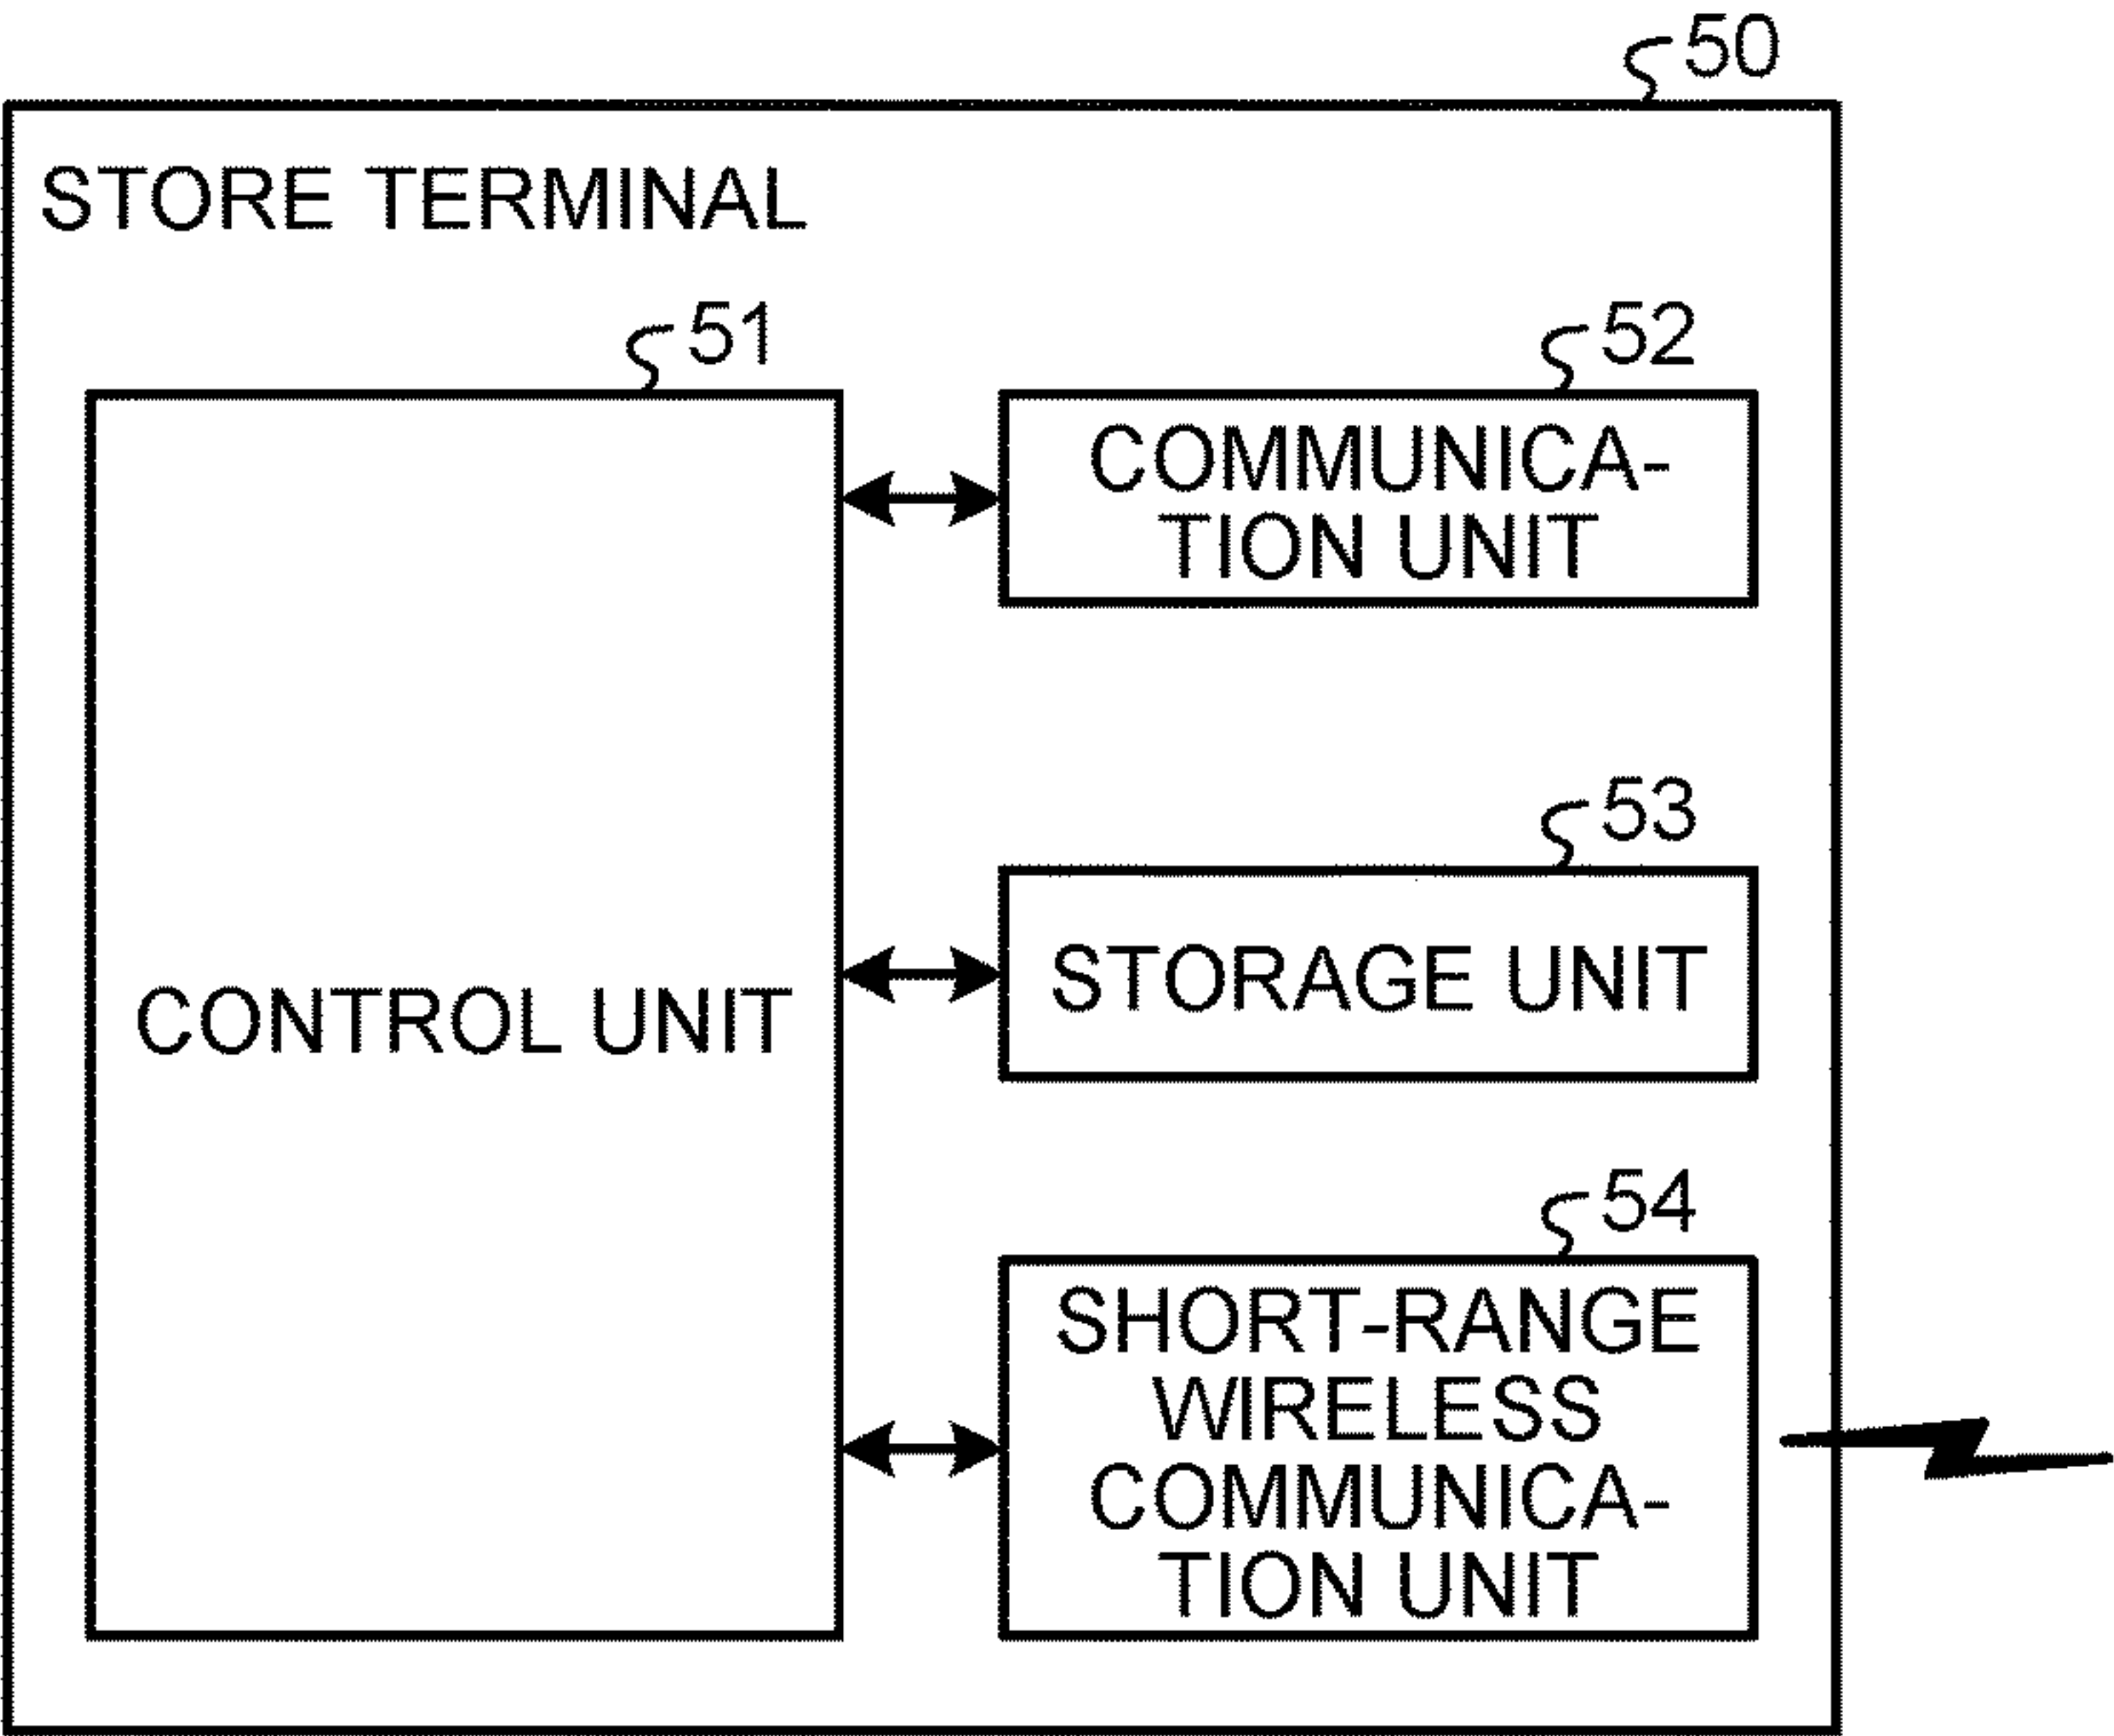 50
STORE TERMINAL
51
CONTROL UNIT
52
COMMUNICA-
TION UNIT
53
STORAGE UNIT
54
SHORT-RANGE
WIRELESS
COMMUNICA-
TION UNIT